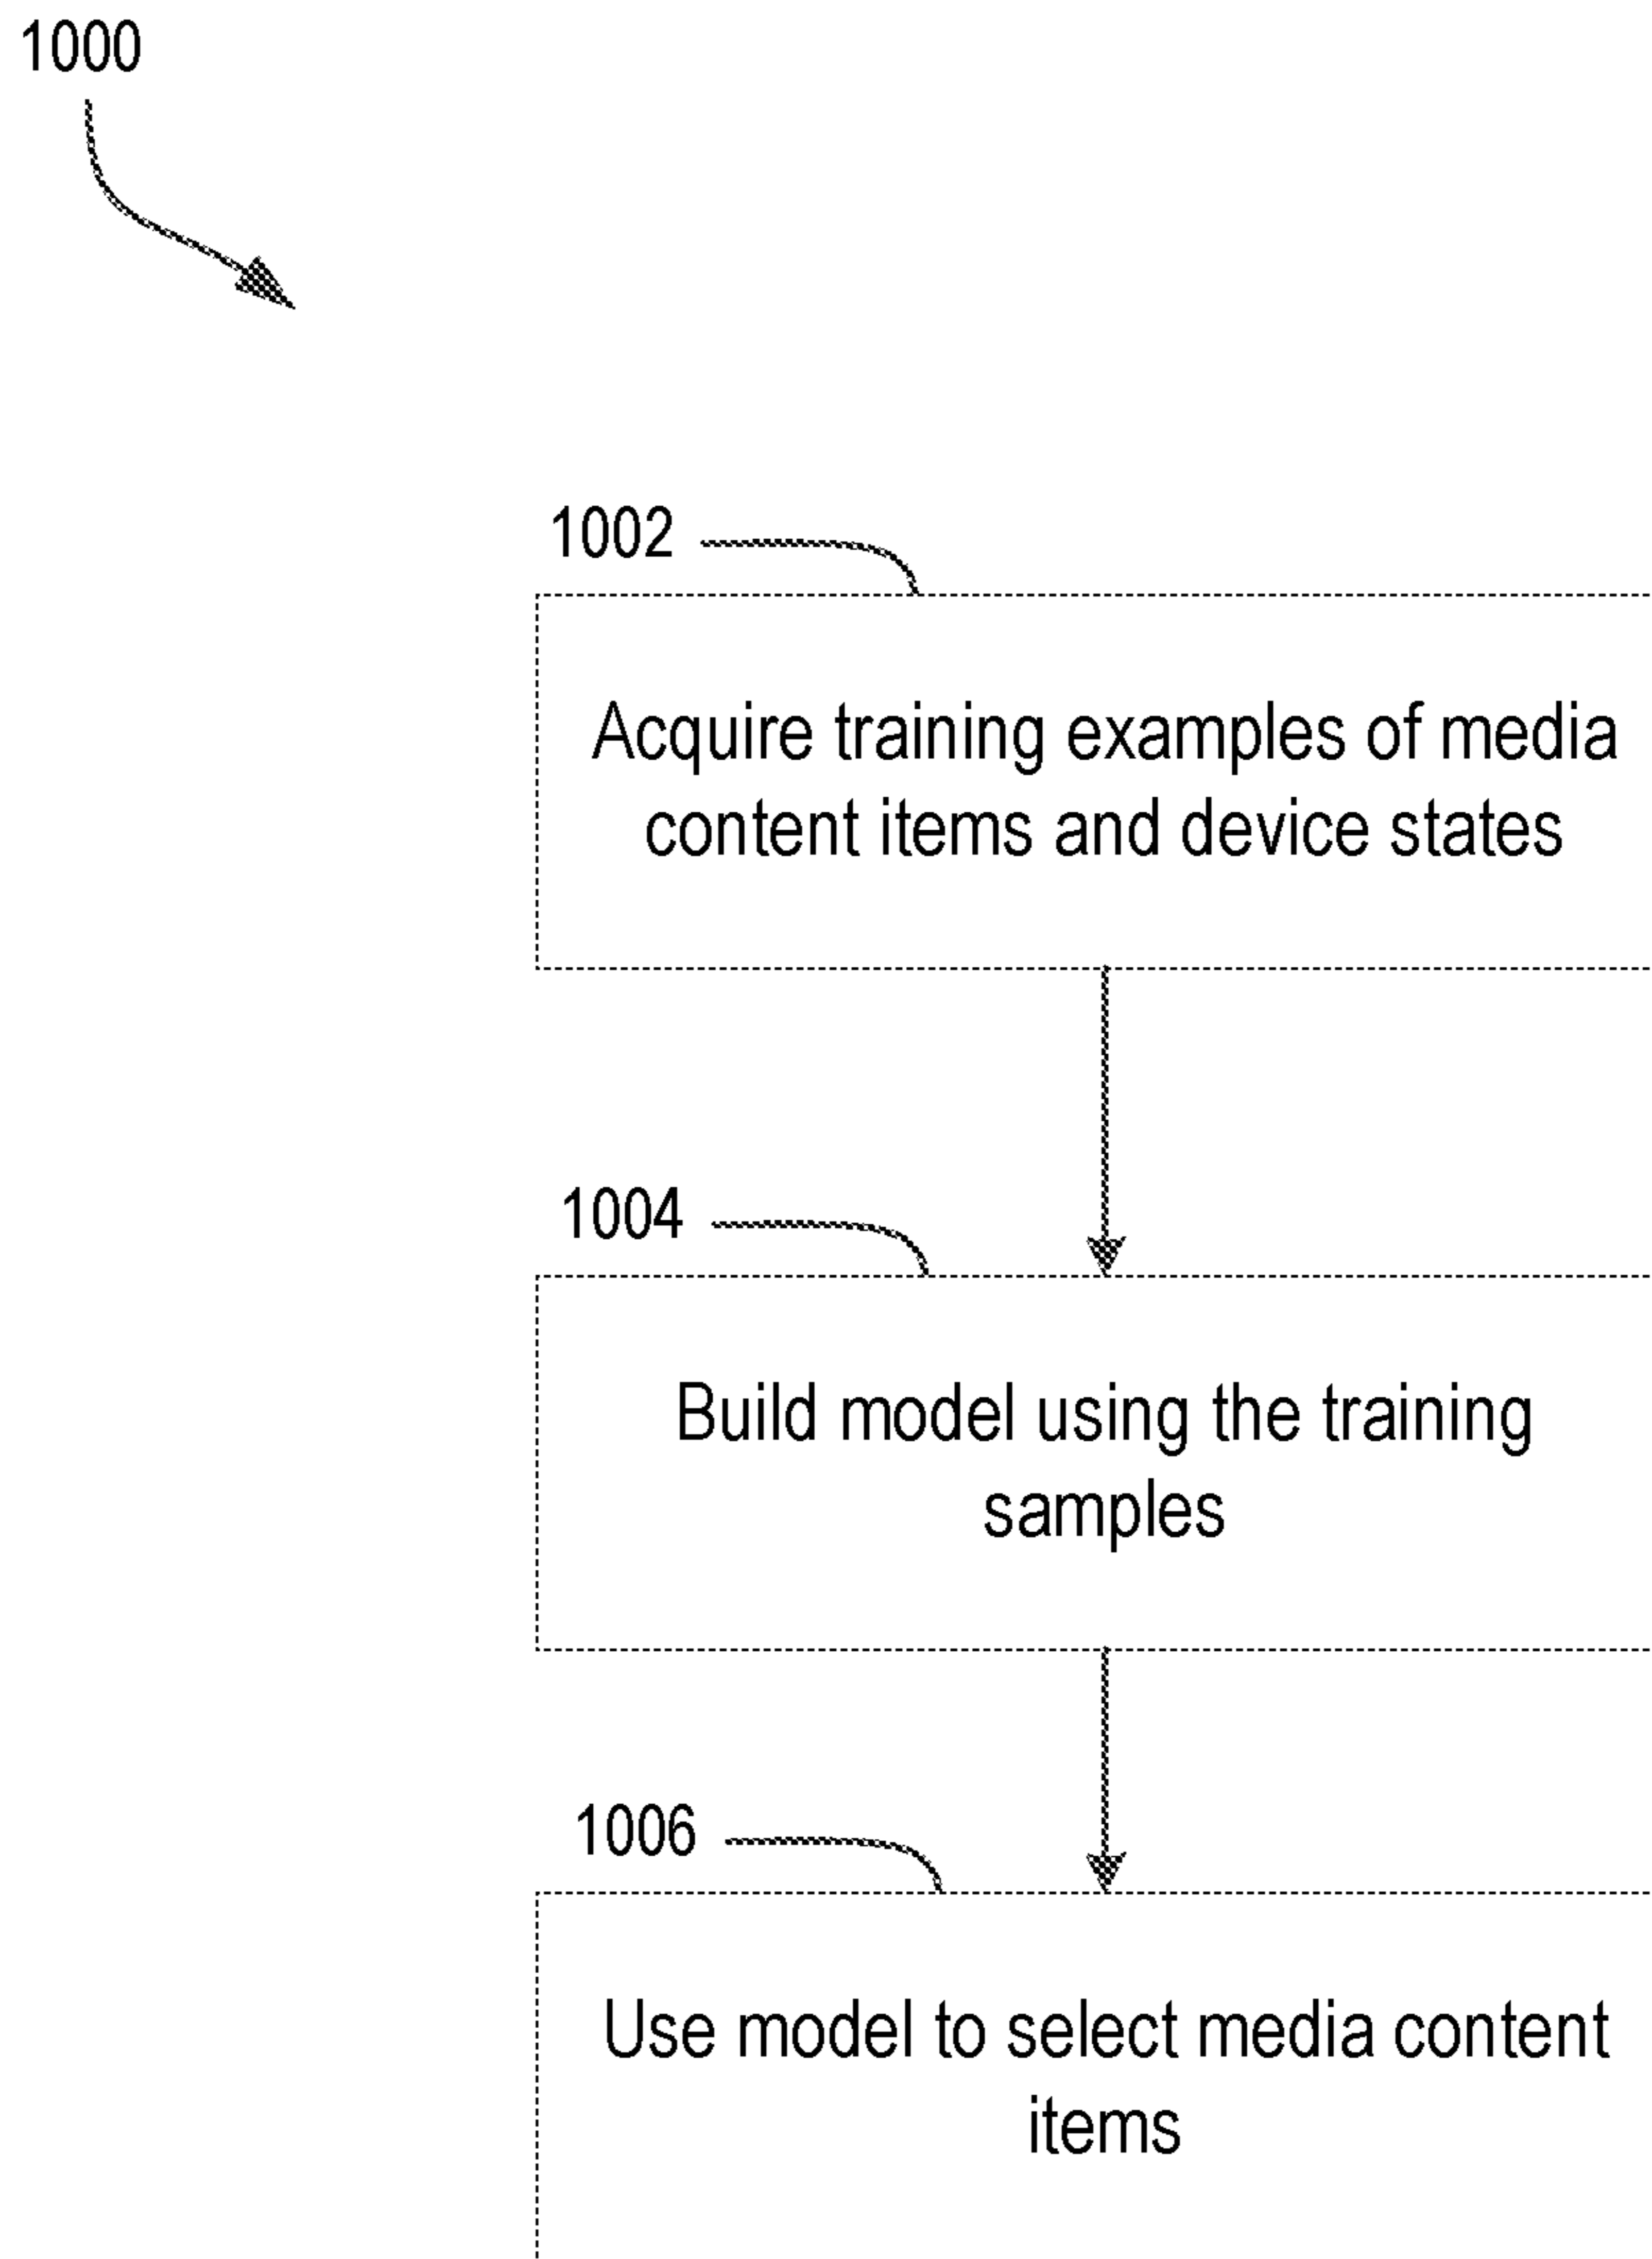 1000
1002
Acquire training examples of media
content items and device states
1004
Build model using the training
samples
1006
Use model to select media content
items